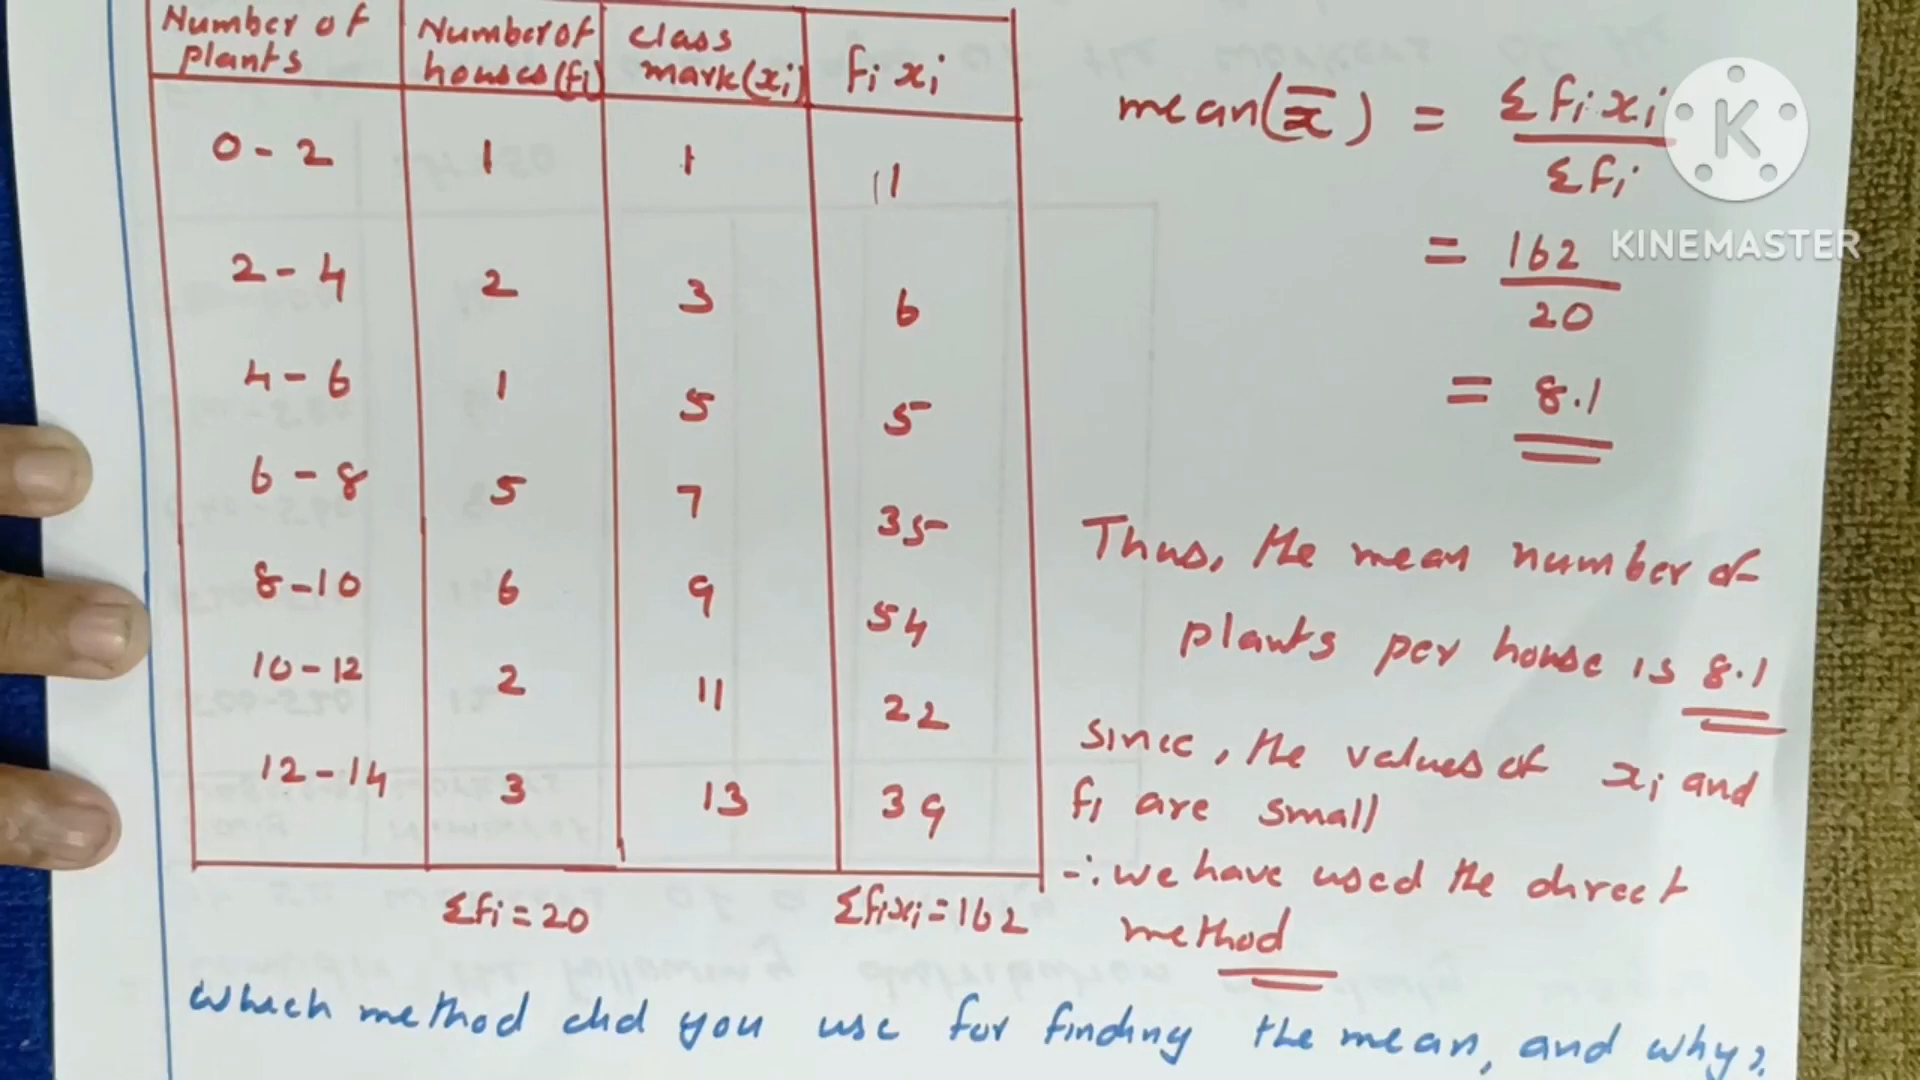 Number of plants | Number of houses (fi) | Class mark (xi) | fi xi
0 - 2 | 1 | 1 | 1
2 - 4 | 2 | 3 | 6
4 - 6 | 1 | 5 | 5
6 - 8 | 5 | 7 | 35
8 - 10 | 6 | 9 | 54
10 - 12 | 2 | 11 | 22
12 - 14 | 3 | 13 | 39
Σfi = 20
Σfixi = 162
mean (x̄) = Σfixi / Σfi
= 162 / 20
= 8.1
Thus, the mean number of
plants per house is 8.1
Since, the values of xi and
fi are small
∴ we have used the direct
method
Which method did you use for finding the mean, and why?
K
KINEMASTER